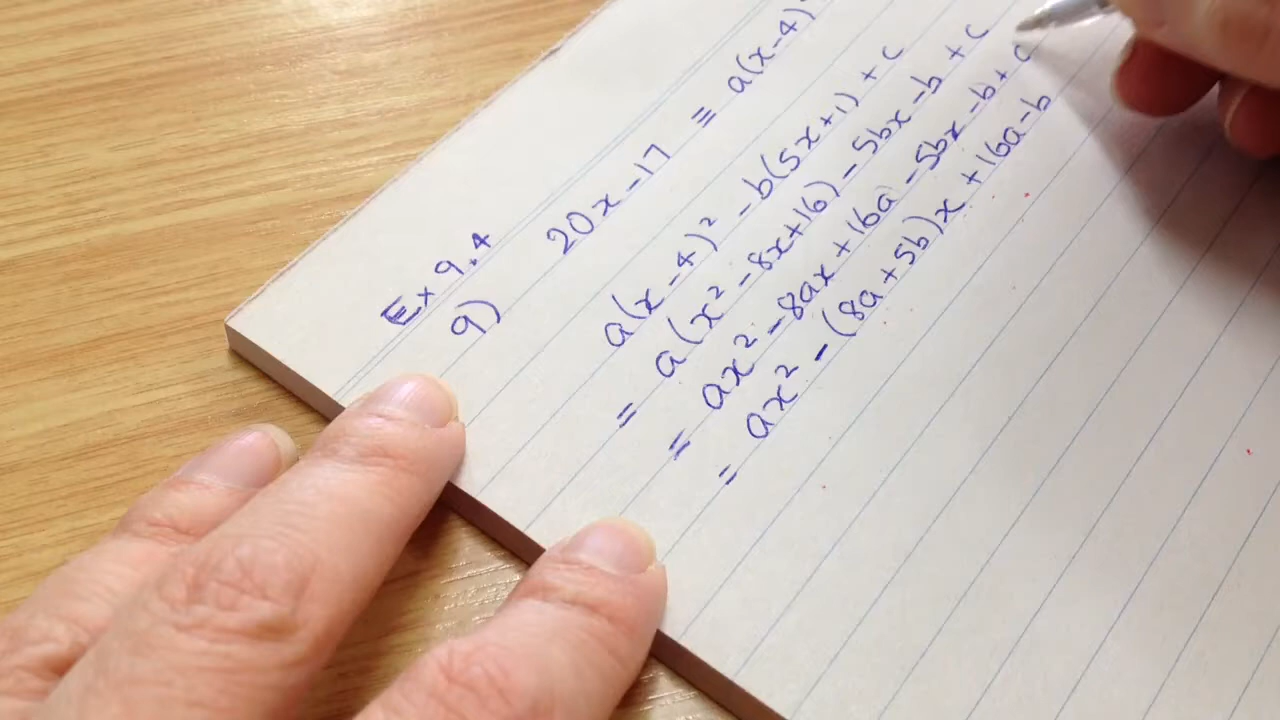 Ex 9.4
9) 20x - 17 ≡ a(x-4)
a(x-4)² - b(5x+1) + c
= a(x² - 8x+16) - 5bx - b + c
= ax² - 8ax + 16a - 5bx - b + c
= ax² - (8a + 5b)x + 16a - b